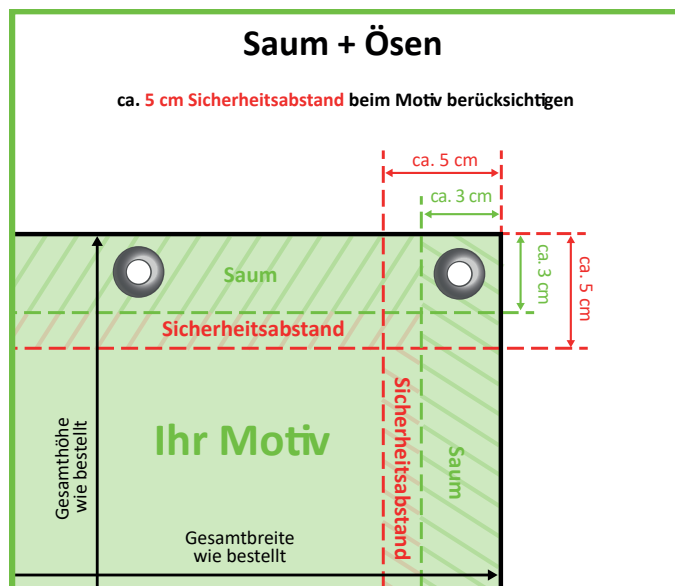 Saum + Ösen
ca. 5 cm Sicherheitsabstand beim Motiv berücksichtigen
ca. 5 cm
ca. 3 cm
ca. 3 cm
ca. 5 cm
Saum
Sicherheitsabstand
Ihr Motiv
Gesamthöhe
wie bestellt
Sicherheitsabstand
Saum
Gesamtbreite
wie bestellt